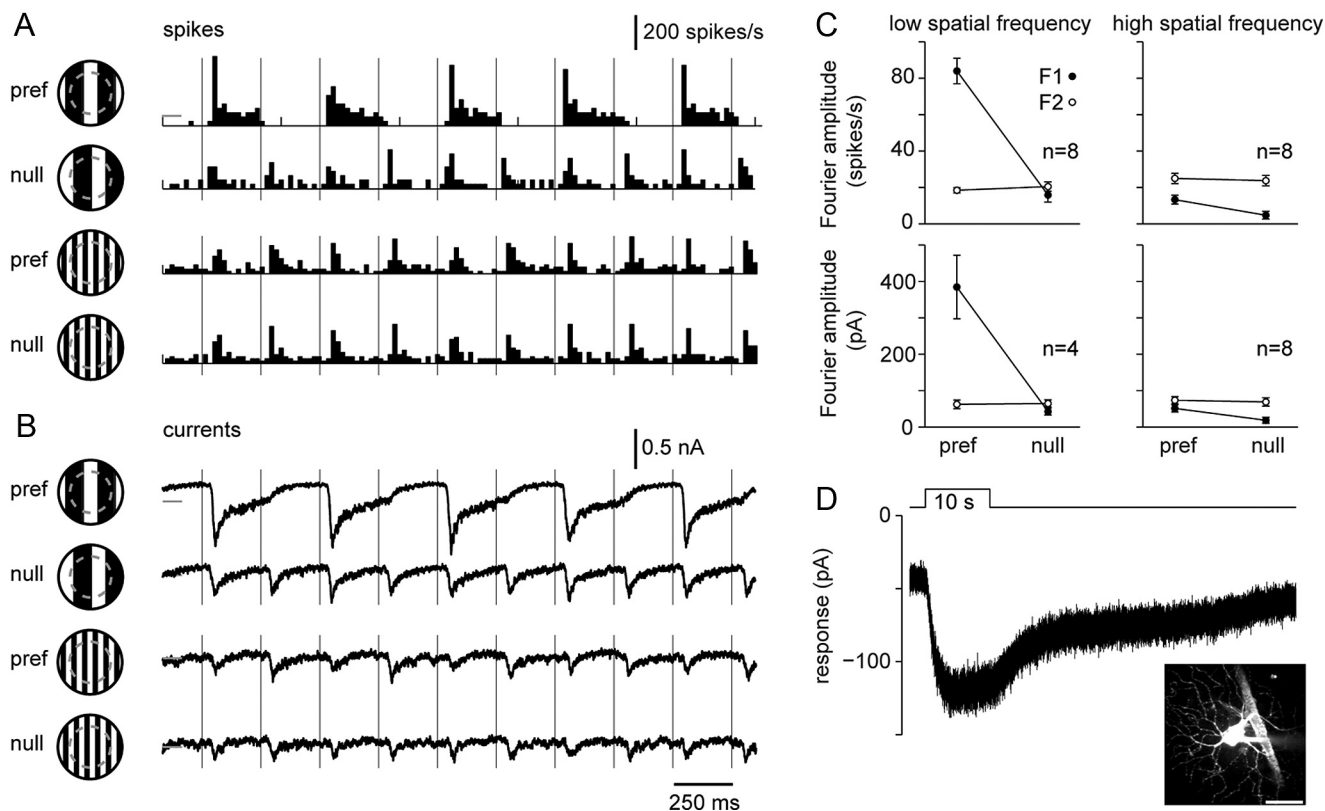 A
spikes
200 spikes/s
pref
null
pref
null
B
currents
0.5 nA
pref
null
pref
null
250 ms
C
low spatial frequency
high spatial frequency
Fourier amplitude
(spikes/s)
80
40
0
F1
F2
n=8
n=8
Fourier amplitude
(pA)
400
200
0
n=4
n=8
pref
null
pref
null
D
10 s
response (pA)
0
−100